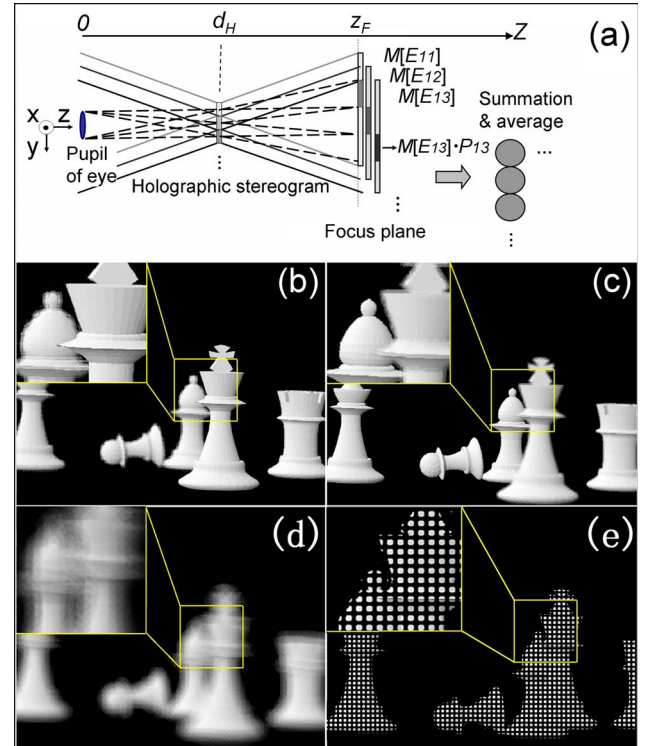 0 d_H z_F Z (a)
M[E11]
M[E12]
M[E13]
x z
y
Pupil
of eye
Holographic stereogram
⋮
M[E13]·P13
⋮
Focus plane
Summation
& average
...
⋮
(b) (c)
(d) (e)